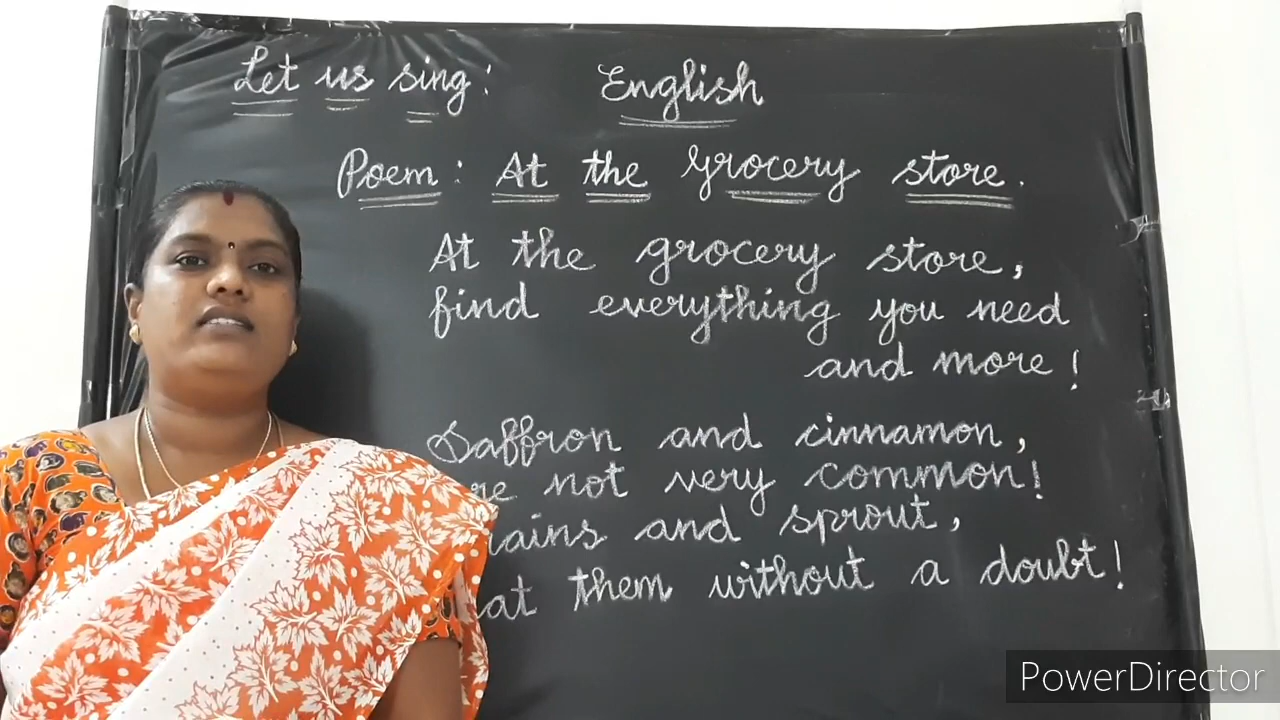 Let us sing: English
Poem: At the Grocery store.
At the grocery store,
find everything you need
and more!
Saffron and cinnamon,
not very common!
and sprout,
them without a doubt!
PowerDirector